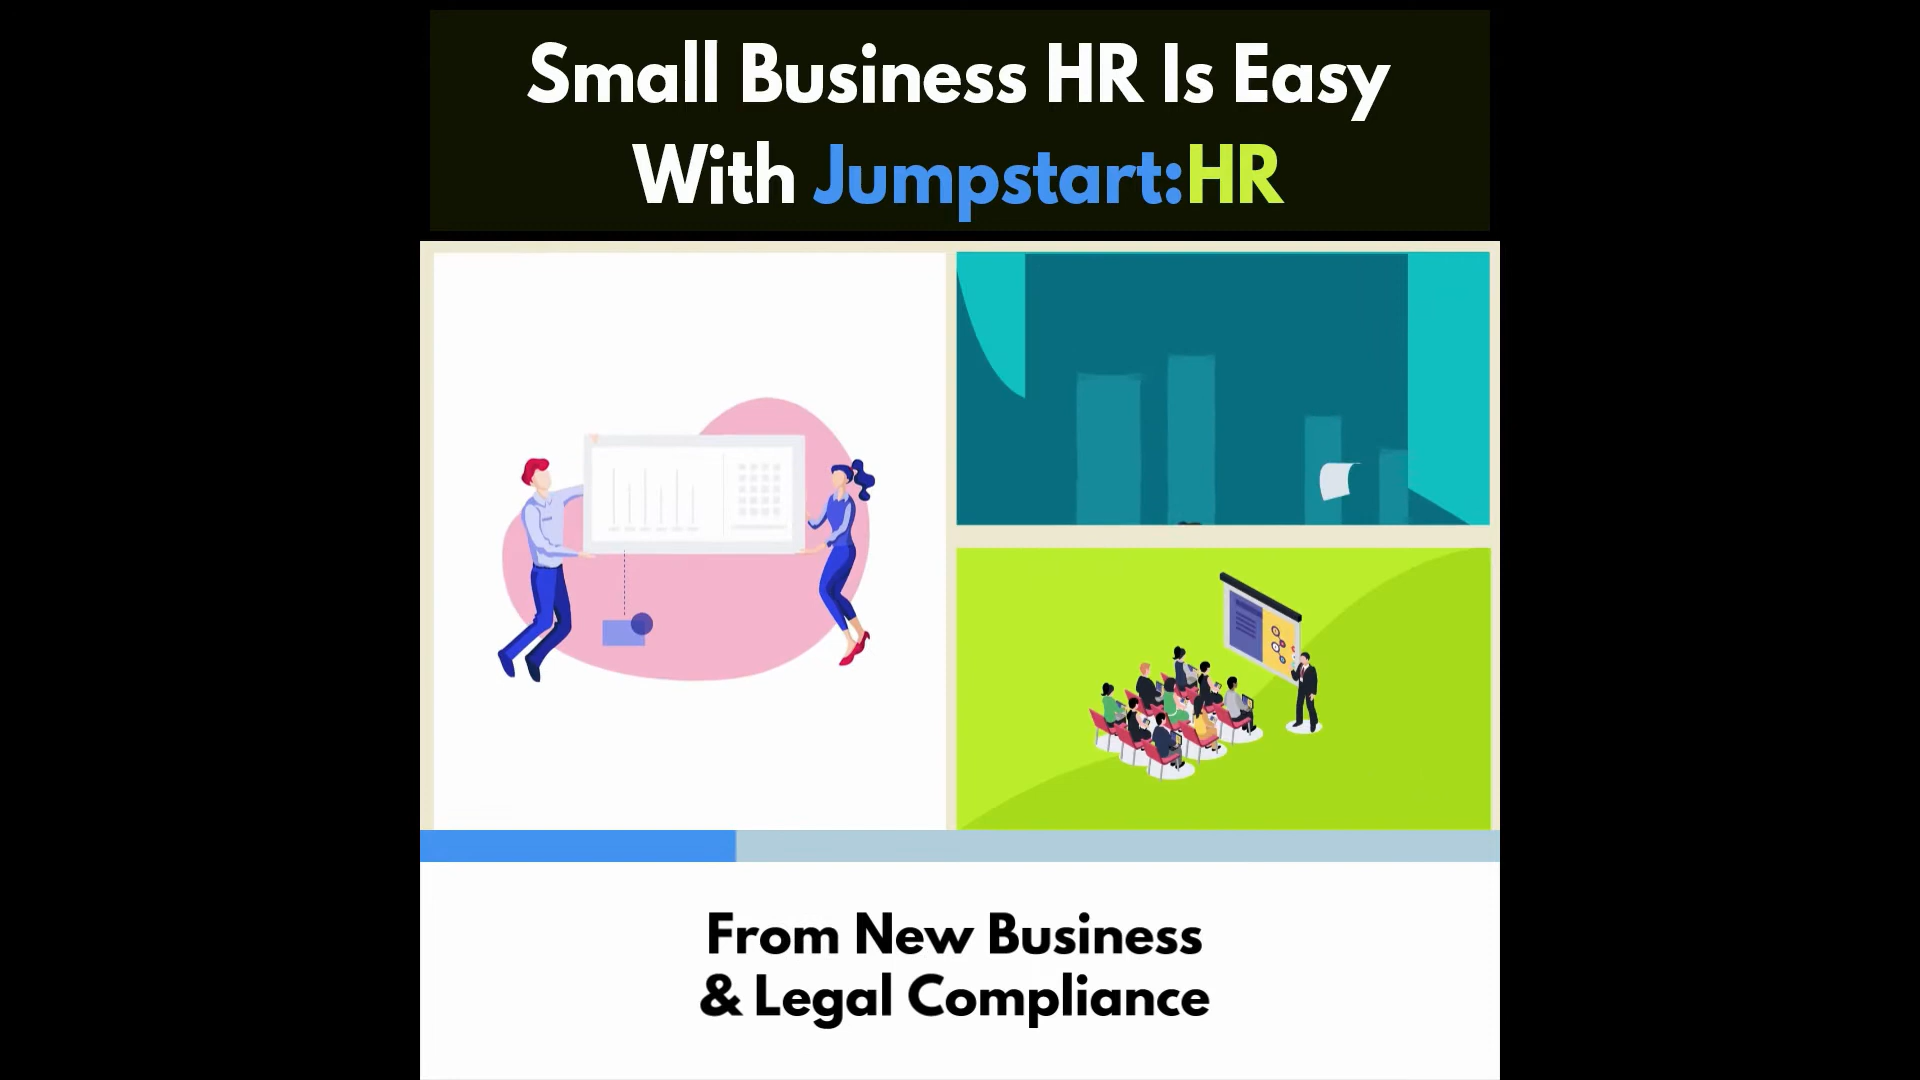 Small Business HR Is Easy
With Jumpstart:HR
From New Business
& Legal Compliance